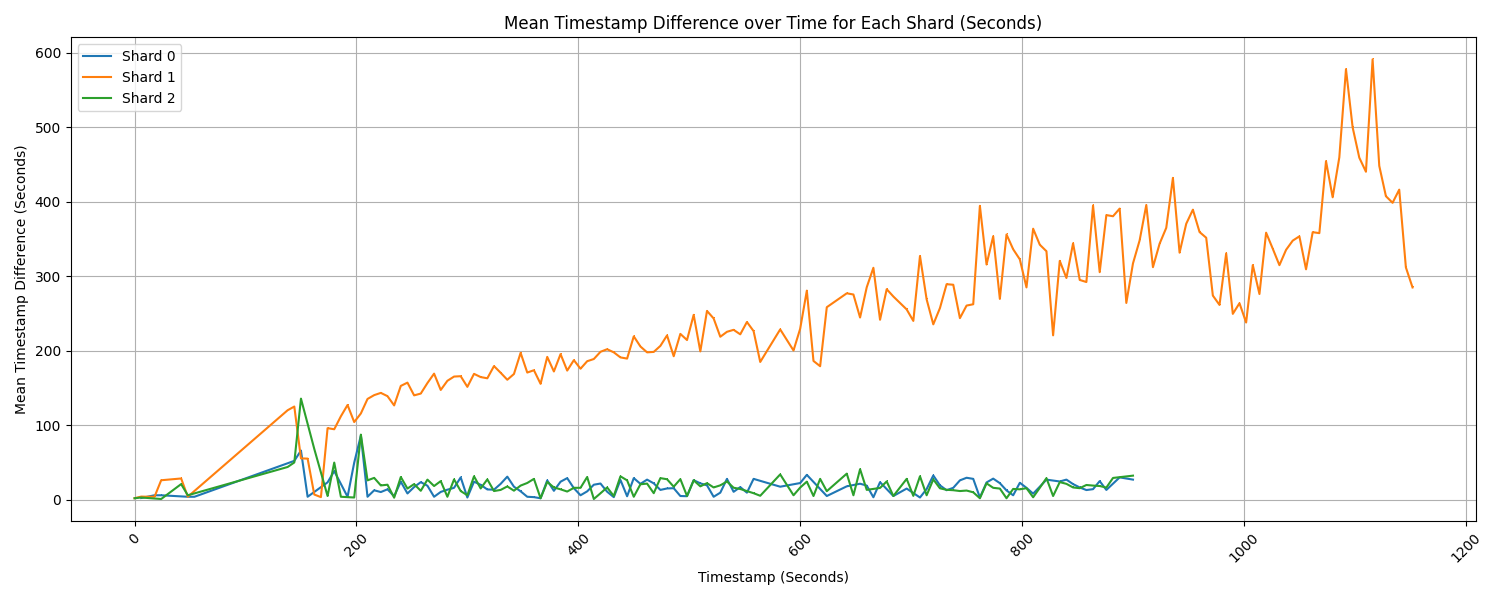 Mean Timestamp Difference over Time for Each Shard (Seconds)
Shard 0
Shard 1
Shard 2
Mean Timestamp Difference (Seconds)
600
500
400
300
200
100
0
0
200
400
600
800
1000
1200
Timestamp (Seconds)